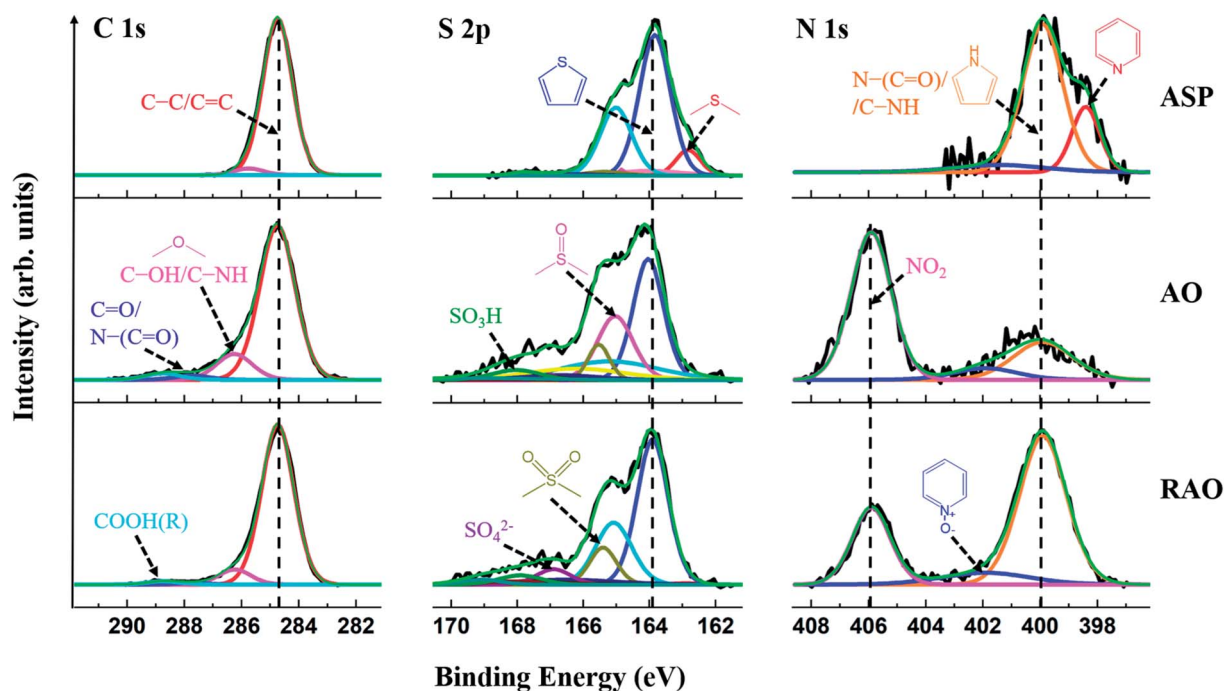 C 1s
S 2p
N 1s
C–C/C=C
S
S
N–(C=O)/
/C–NH
H
N
N
ASP
O
C–OH/C–NH
C=O/
N–(C=O)
O
S
SO₃H
NO₂
AO
COOH(R)
O O
S
SO₄²⁻
N⁺
O⁻
RAO
Intensity (arb. units)
290 288 286 284 282
170 168 166 164 162
408 406 404 402 400 398
Binding Energy (eV)